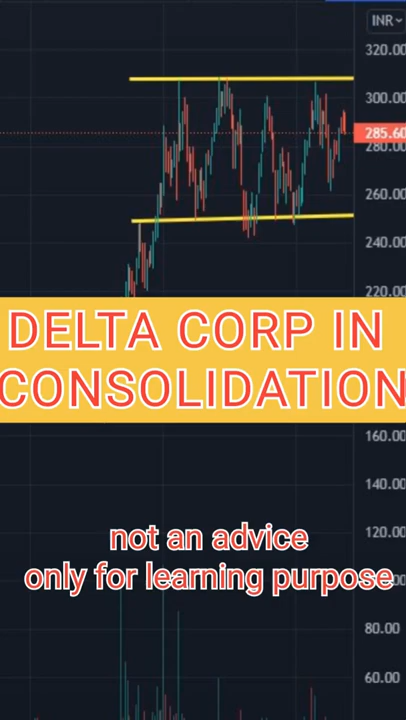 INR
320.00
300.00
285.60
280.00
260.00
240.00
220.00
DELTA CORP IN
CONSOLIDATION
160.00
140.00
not an advice
120.00
only for learning purpose
80.00
60.00